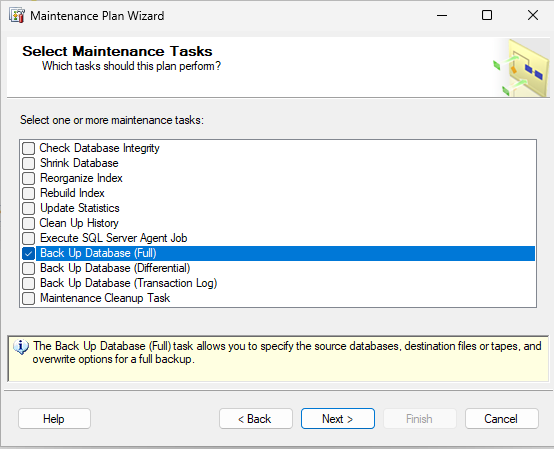 Maintenance Plan Wizard
Select Maintenance Tasks
Which tasks should this plan perform?
Select one or more maintenance tasks:
Check Database Integrity
Shrink Database
Reorganize Index
Rebuild Index
Update Statistics
Clean Up History
Execute SQL Server Agent Job
Back Up Database (Full)
Back Up Database (Differential)
Back Up Database (Transaction Log)
Maintenance Cleanup Task
The Back Up Database (Full) task allows you to specify the source databases, destination files or tapes, and
overwrite options for a full backup.
Help
< Back
Next >
Finish
Cancel